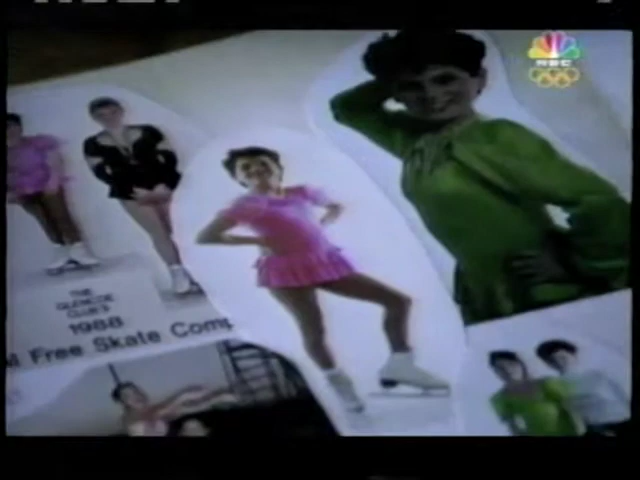 NBC
THE
GLENCOE
CLUB'S
1988
Free Skate Comp